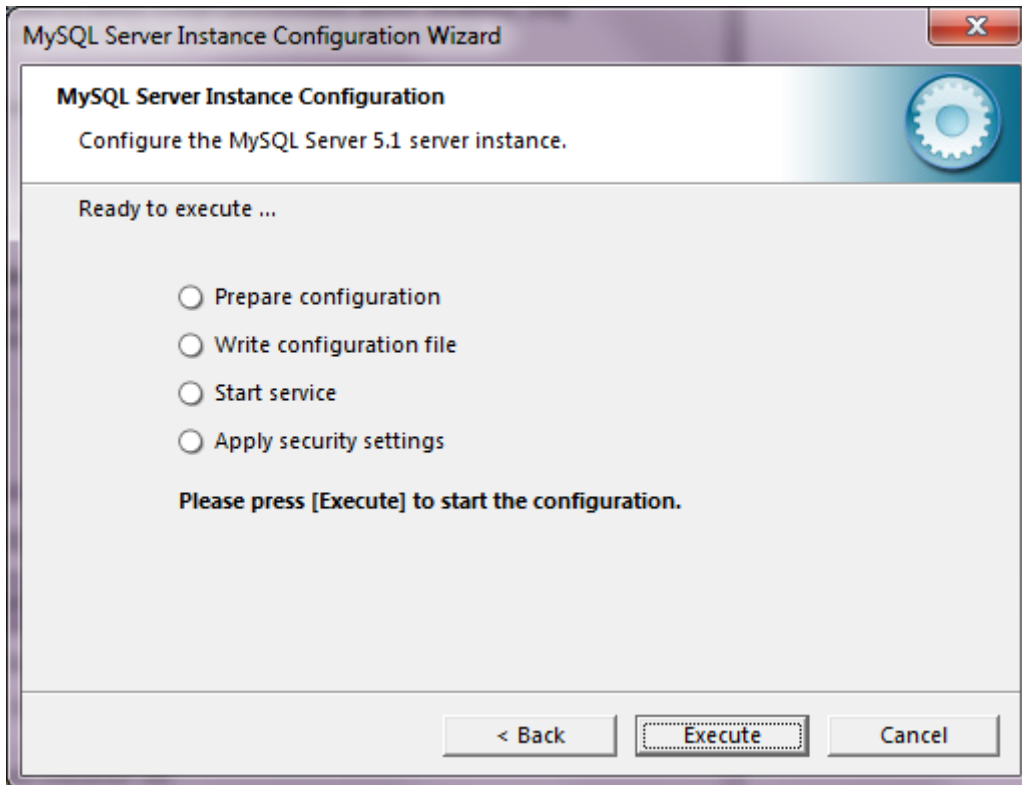 MySQL Server Instance Configuration Wizard
MySQL Server Instance Configuration
Configure the MySQL Server 5.1 server instance.
Ready to execute ...
Prepare configuration
Write configuration file
Start service
Apply security settings
Please press [Execute] to start the configuration.
< Back Execute Cancel